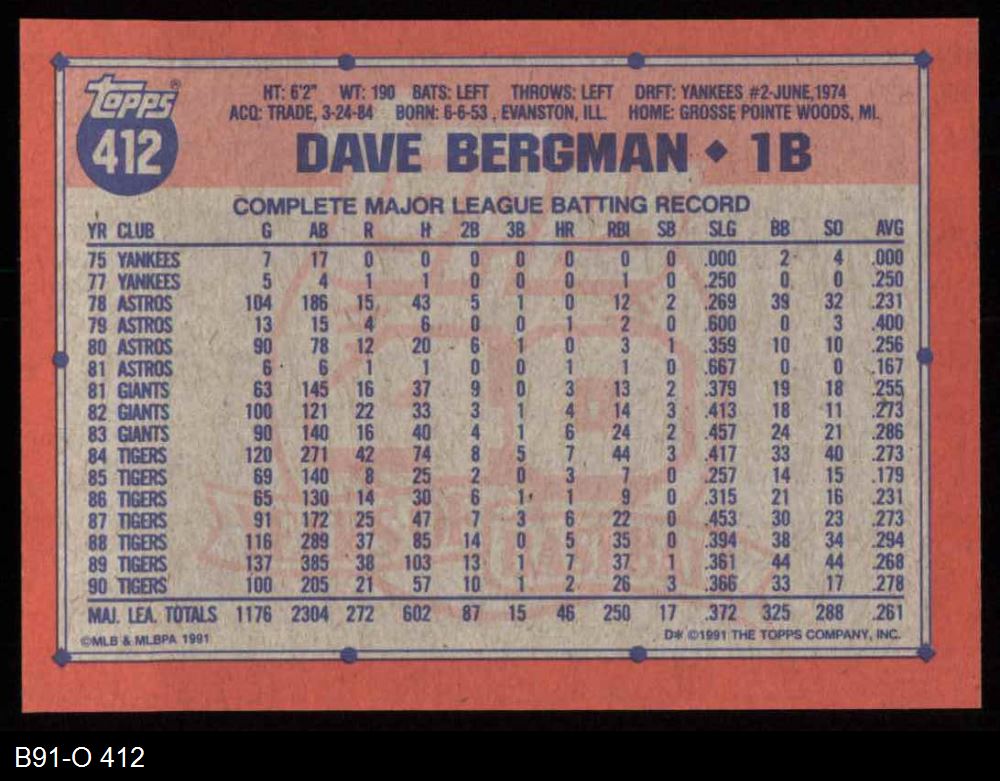 topps®
412
HT: 6'2" WT: 190 BATS: LEFT THROWS: LEFT DRFT: YANKEES #2-JUNE, 1974
ACQ: TRADE, 3-24-84 BORN: 6-6-53, EVANSTON, ILL. HOME: GROSSE POINTE WOODS, MI.
DAVE BERGMAN ◆ 1B
COMPLETE MAJOR LEAGUE BATTING RECORD
YR CLUB G AB R H 2B 3B HR RBI SB SLG BB SO AVG
75 YANKEES 7 17 0 0 0 0 0 0 0 .000 2 4 .000
77 YANKEES 5 4 1 1 0 0 0 1 0 .250 0 0 .250
78 ASTROS 104 186 15 43 5 1 0 12 2 .269 39 32 .231
79 ASTROS 13 15 4 6 0 0 1 2 0 .600 0 3 .400
80 ASTROS 90 78 12 20 6 1 0 3 1 .359 10 10 .256
81 ASTROS 6 6 1 1 0 0 1 1 0 .667 0 0 .167
81 GIANTS 63 145 16 37 9 0 3 13 2 .379 19 18 .255
82 GIANTS 100 121 22 33 3 1 4 14 3 .413 18 11 .273
83 GIANTS 90 140 16 40 4 1 6 24 2 .457 24 21 .286
84 TIGERS 120 271 42 74 8 5 7 44 3 .417 33 40 .273
85 TIGERS 69 140 8 25 2 0 3 7 0 .257 14 15 .179
86 TIGERS 65 130 14 30 6 1 1 9 0 .315 21 16 .231
87 TIGERS 91 172 25 47 7 3 6 22 0 .453 30 23 .273
88 TIGERS 116 289 37 85 14 0 5 35 0 .394 38 34 .294
89 TIGERS 137 385 38 103 13 1 7 37 1 .361 44 44 .268
90 TIGERS 100 205 21 57 10 1 2 26 3 .366 33 17 .278
MAJ. LEA. TOTALS 1176 2304 272 602 87 15 46 250 17 .372 325 288 .261
©MLB & MLBPA 1991 D* ©1991 THE TOPPS COMPANY, INC.
B91-O 412